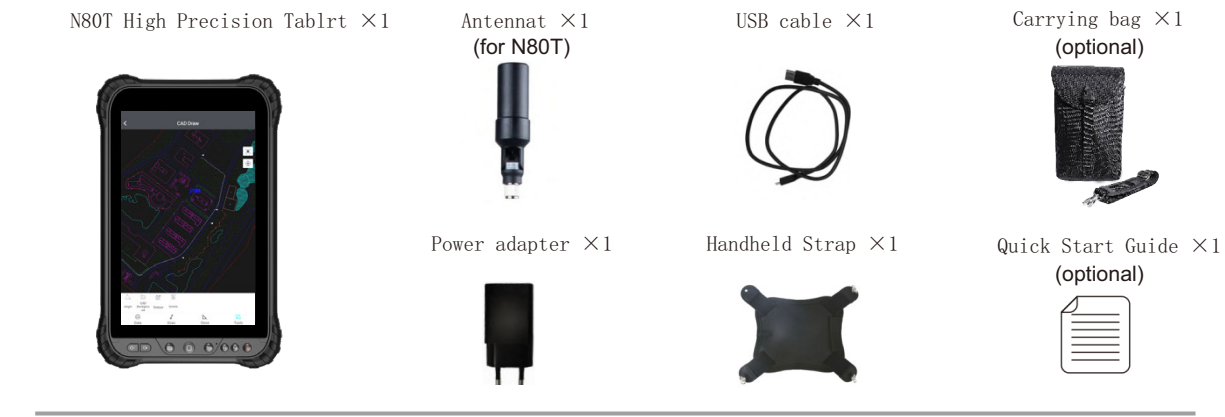 N80T High Precision Tablrt ×1
Antennat ×1
(for N80T)
USB cable ×1
Carrying bag ×1
(optional)
CAD Draw
Power adapter ×1
Handheld Strap ×1
Quick Start Guide ×1
(optional)
Tools